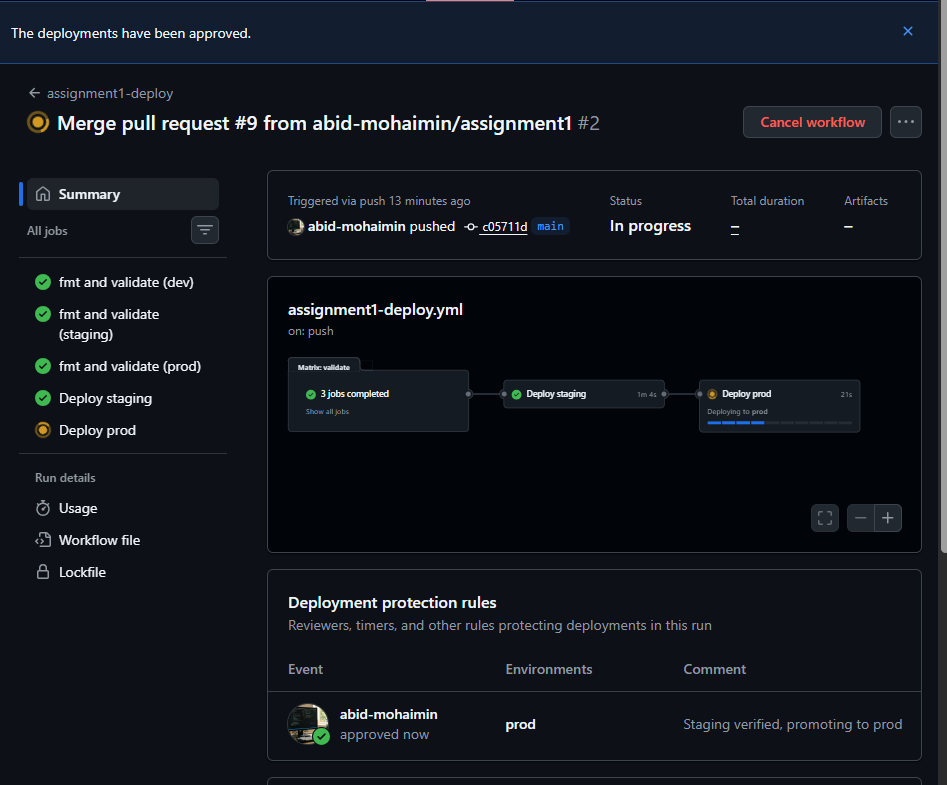 The deployments have been approved.
assignment1-deploy
Merge pull request #9 from abid-mohaimin/assignment1 #2
Cancel workflow
Summary
All jobs
fmt and validate (dev)
fmt and validate
(staging)
fmt and validate (prod)
Deploy staging
Deploy prod
Run details
Usage
Workflow file
Lockfile
Triggered via push 13 minutes ago
abid-mohaimin pushed c05711d main
Status
In progress
Total duration
–
Artifacts
–
assignment1-deploy.yml
on: push
Matrix: validate
3 jobs completed
Show all jobs
Deploy staging 1m 4s
Deploy prod 21s
Deploying to prod
Deployment protection rules
Reviewers, timers, and other rules protecting deployments in this run
Event Environments Comment
abid-mohaimin
approved now
prod
Staging verified, promoting to prod